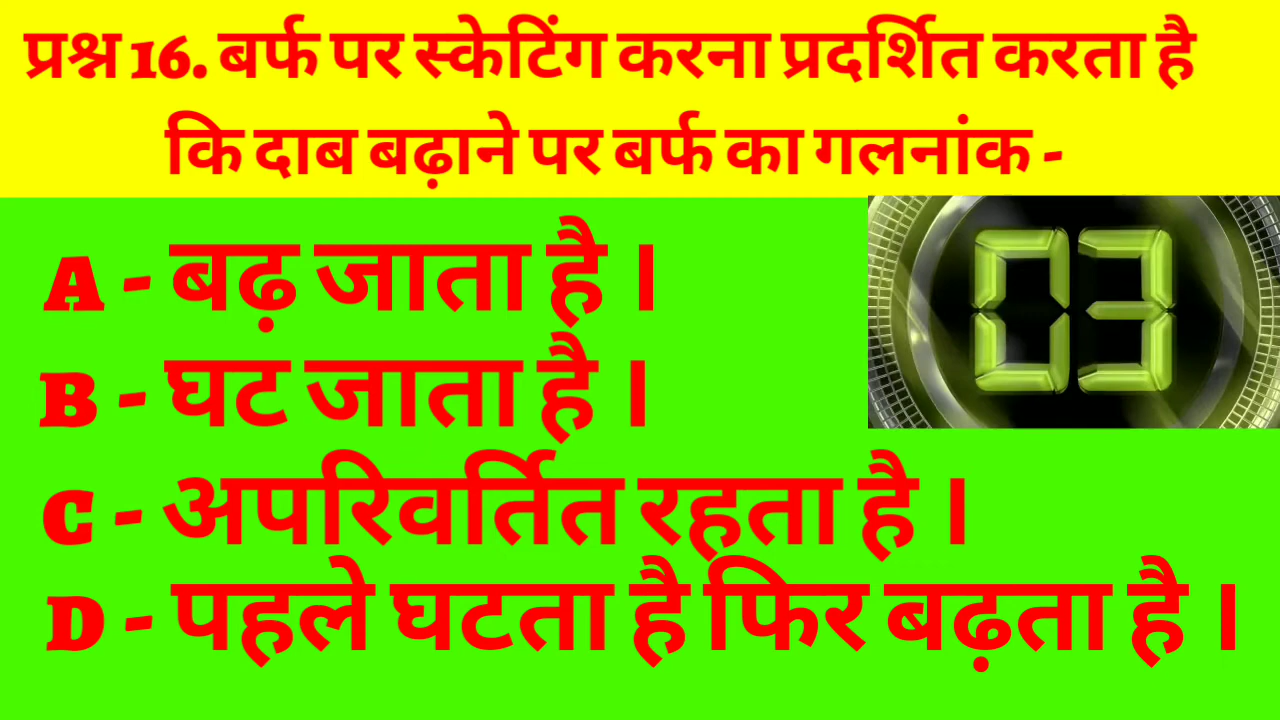 प्रश्न 16. बर्फ पर स्केटिंग करना प्रदर्शित करता है
कि दाब बढ़ाने पर बर्फ का गलनांक -
03
A - बढ़ जाता है ।
B - घट जाता है ।
C - अपरिवर्तित रहता है ।
D - पहले घटता है फिर बढ़ता है ।